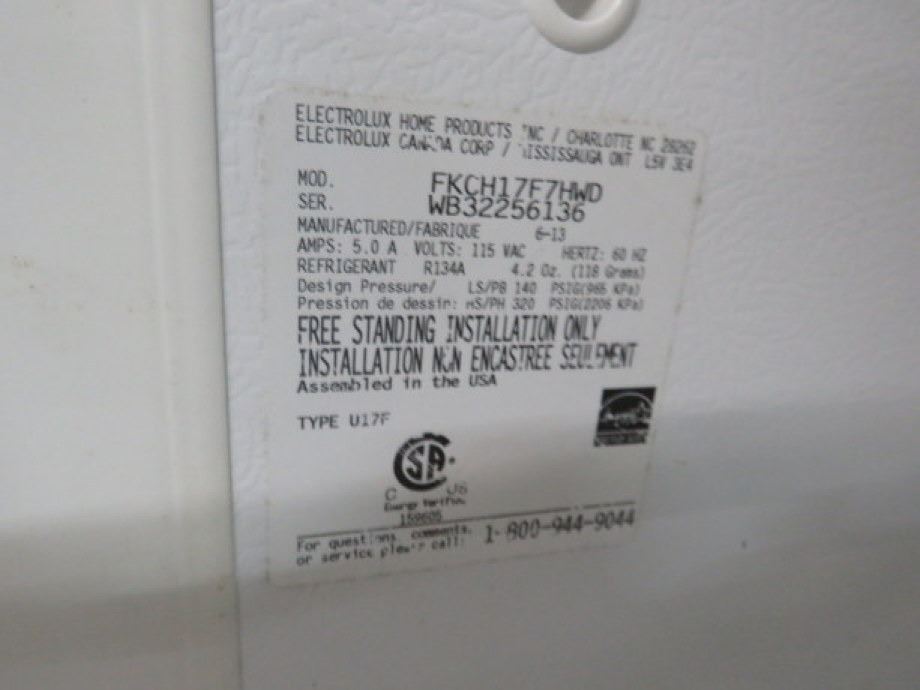 ELECTROLUX HOME PRODUCTS INC / CHARLOTTE NC 28262
ELECTROLUX CANADA CORP / MISSISSAUGA ONT L5V 3E4
MOD. FKCH17F7HWD
SER. WB32256136
MANUFACTURED/FABRIQUE 6-13
AMPS: 5.0 A VOLTS: 115 VAC HERTZ: 60 HZ
REFRIGERANT R134A 4.2 Oz. (118 Grams)
Design Pressure/ LS/PB 140 PSIG(965 KPa)
Pression de dessin: HS/PH 320 PSIG(2206 KPa)
FREE STANDING INSTALLATION ONLY
INSTALLATION NON ENCASTREE SEULEMENT
Assembled in the USA
TYPE U17F
CSA
C US
Energy Verified
159605
For questions, comments,
or service please call: 1-800-944-9044